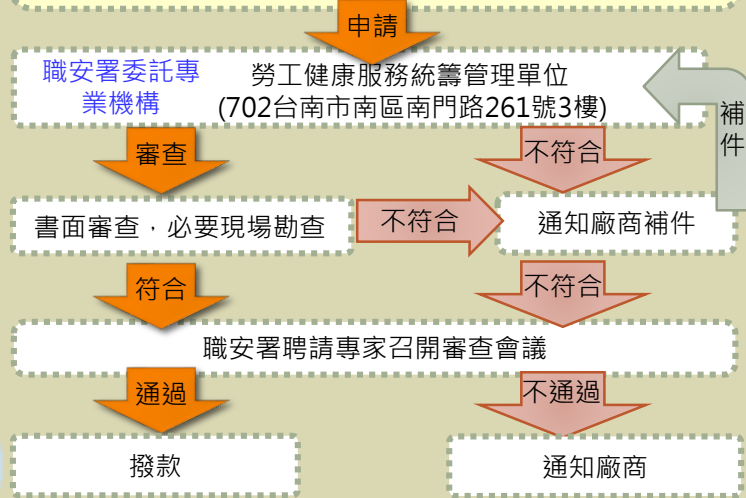 申請
職安署委託專
業機構
勞工健康服務統籌管理單位
(702台南市南區南門路261號3樓)
補
件
審查
不符合
書面審查，必要現場勘查
不符合
通知廠商補件
符合
不符合
職安署聘請專家召開審查會議
通過
不通過
撥款
通知廠商